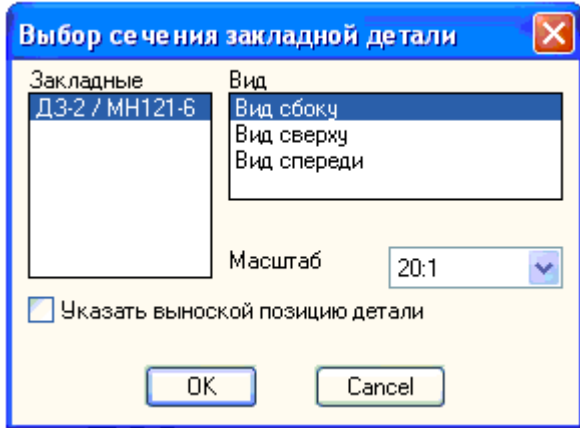 Выбор сечения закладной детали
Закладные
Вид
ДЗ-2 / МН121-6
Вид сбоку
Вид сверху
Вид спереди
Масштаб
20:1
Указать выноской позицию детали
OK
Cancel